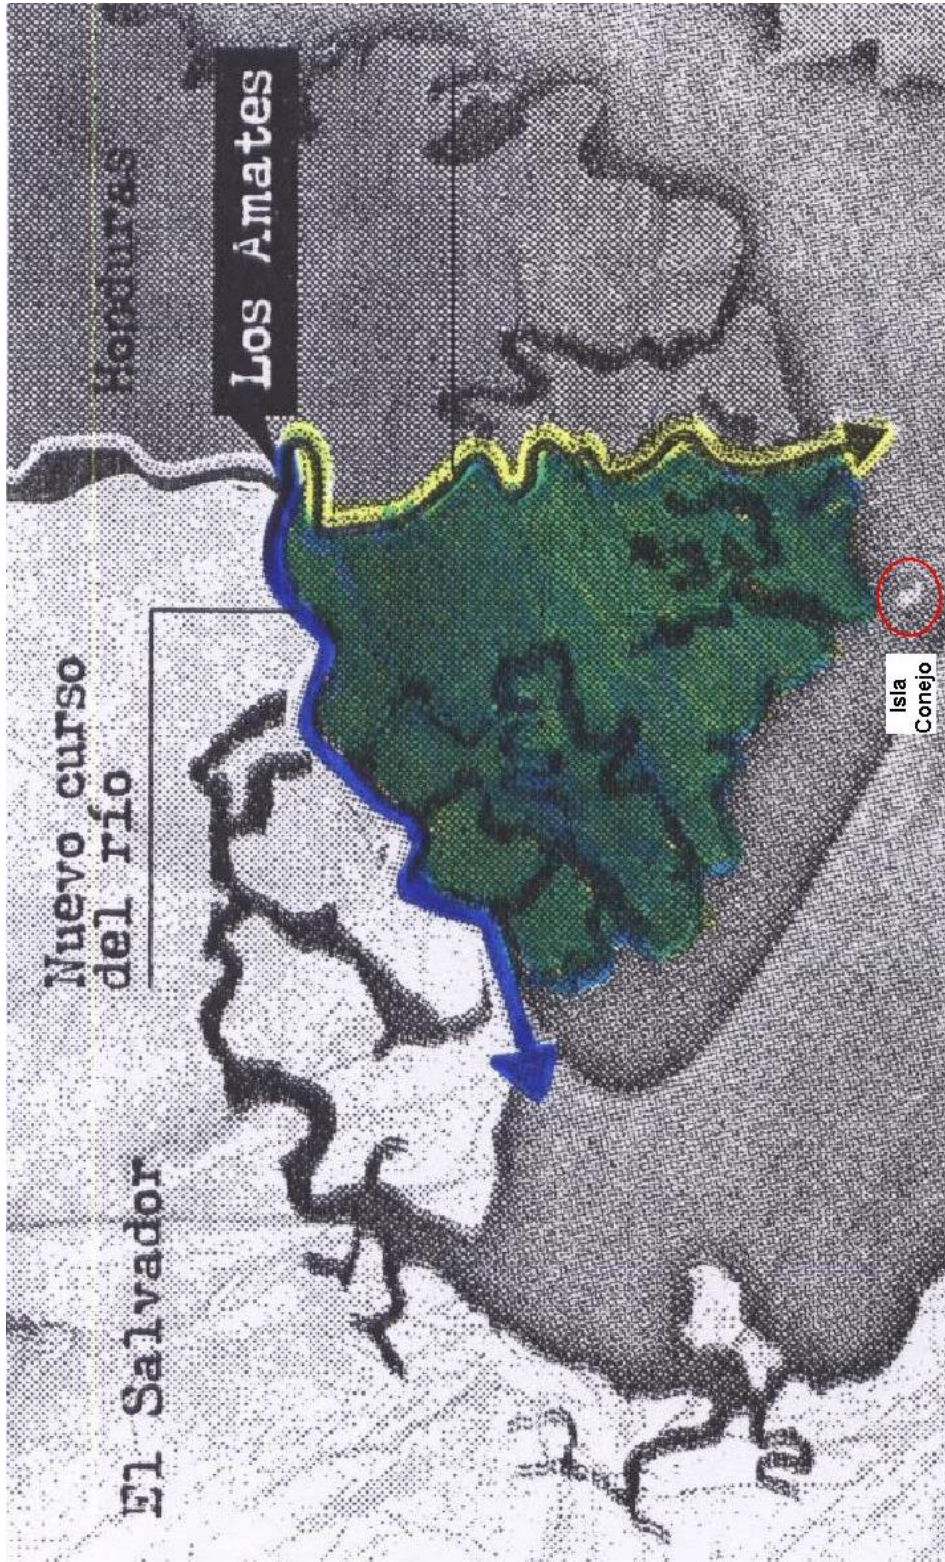 El Salvador
Nuevo curso
del río
Honduras
Los Amates
Isla
Conejo